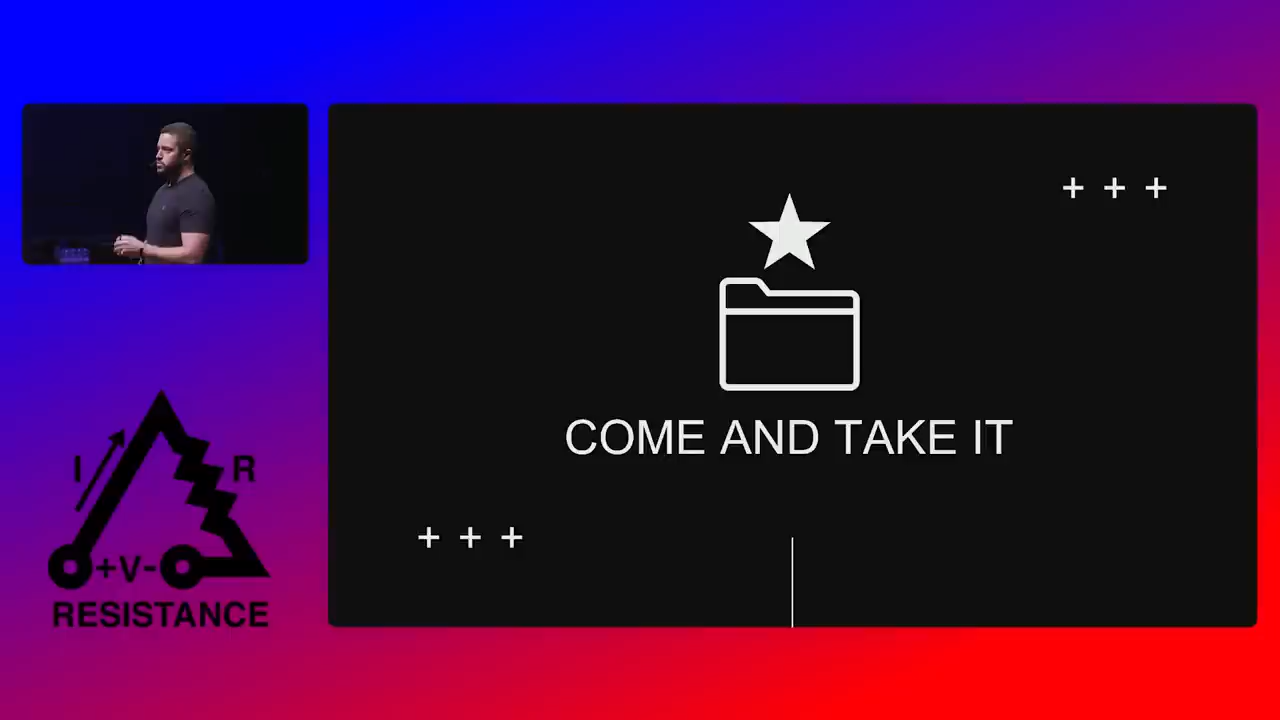 + + +
COME AND TAKE IT
+ + +
I R
+V-
RESISTANCE